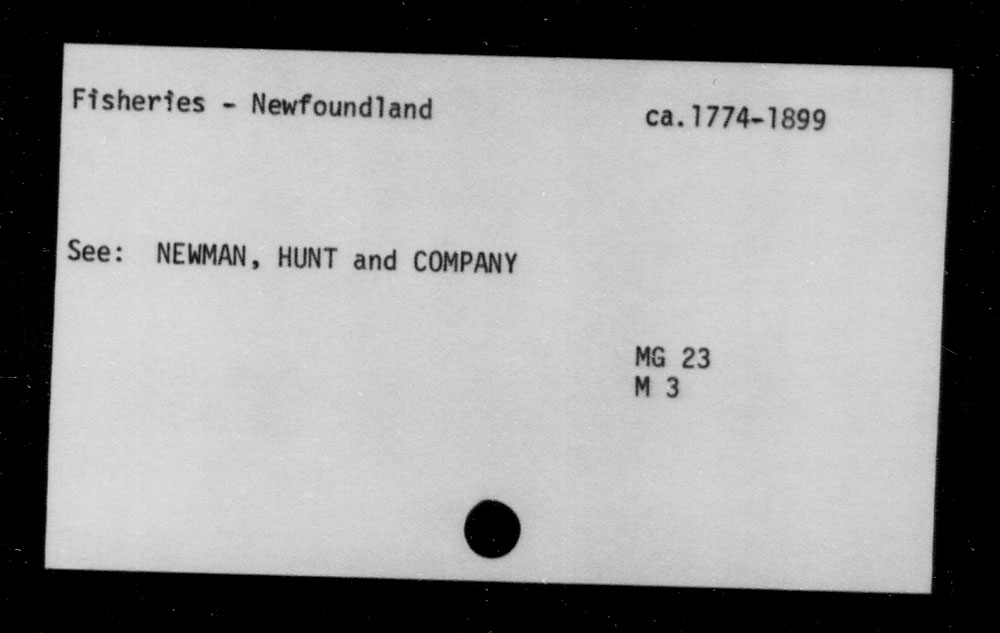 Fisheries - Newfoundland ca.1774-1899
See: NEWMAN, HUNT and COMPANY
MG 23
M 3